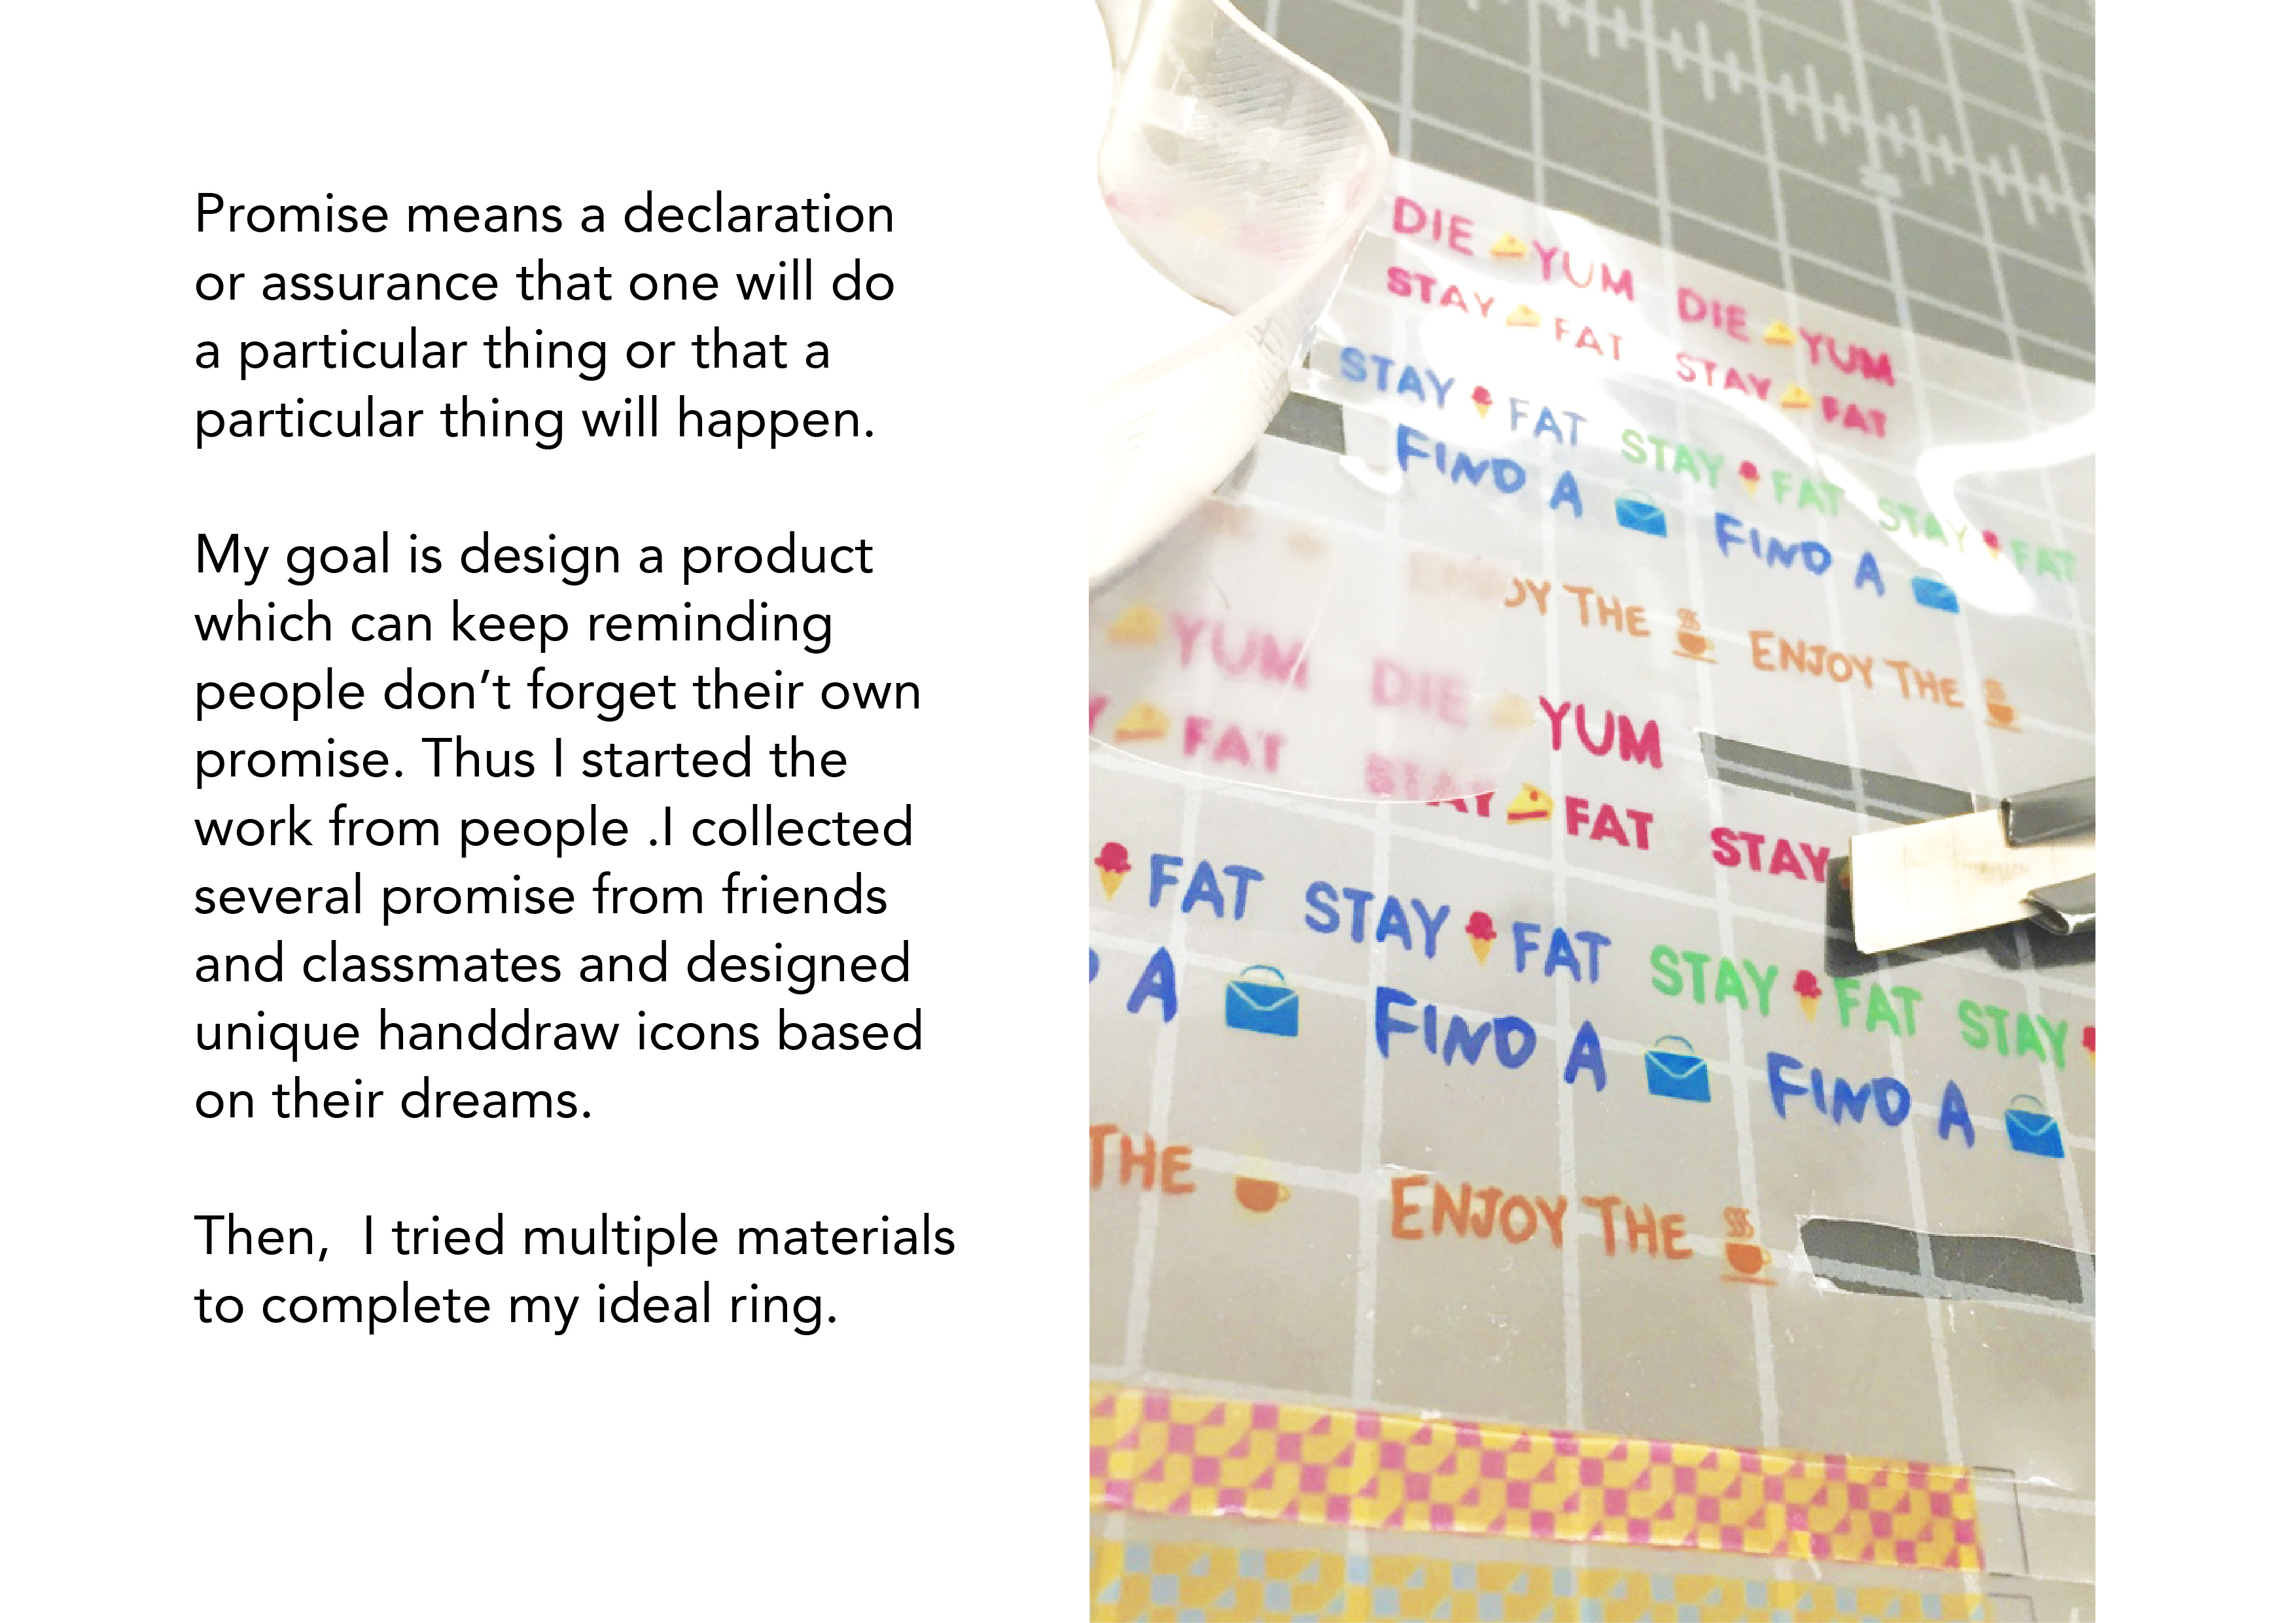 Promise means a declaration
or assurance that one will do
a particular thing or that a
particular thing will happen.
My goal is design a product
which can keep reminding
people don’t forget their own
promise. Thus I started the
work from people .I collected
several promise from friends
and classmates and designed
unique handdraw icons based
on their dreams.
Then,  I tried multiple materials
to complete my ideal ring.
DIE YUM DIE YUM
STAY FAT STAY FAT
STAY FAT STAY FAT STAY FAT
FIND A FIND A
OY THE ENJOY THE
YUM DIE YUM
FAT STAY FAT STAY
FAT STAY FAT STAY FAT STAY
A FIND A FIND A
THE ENJOY THE